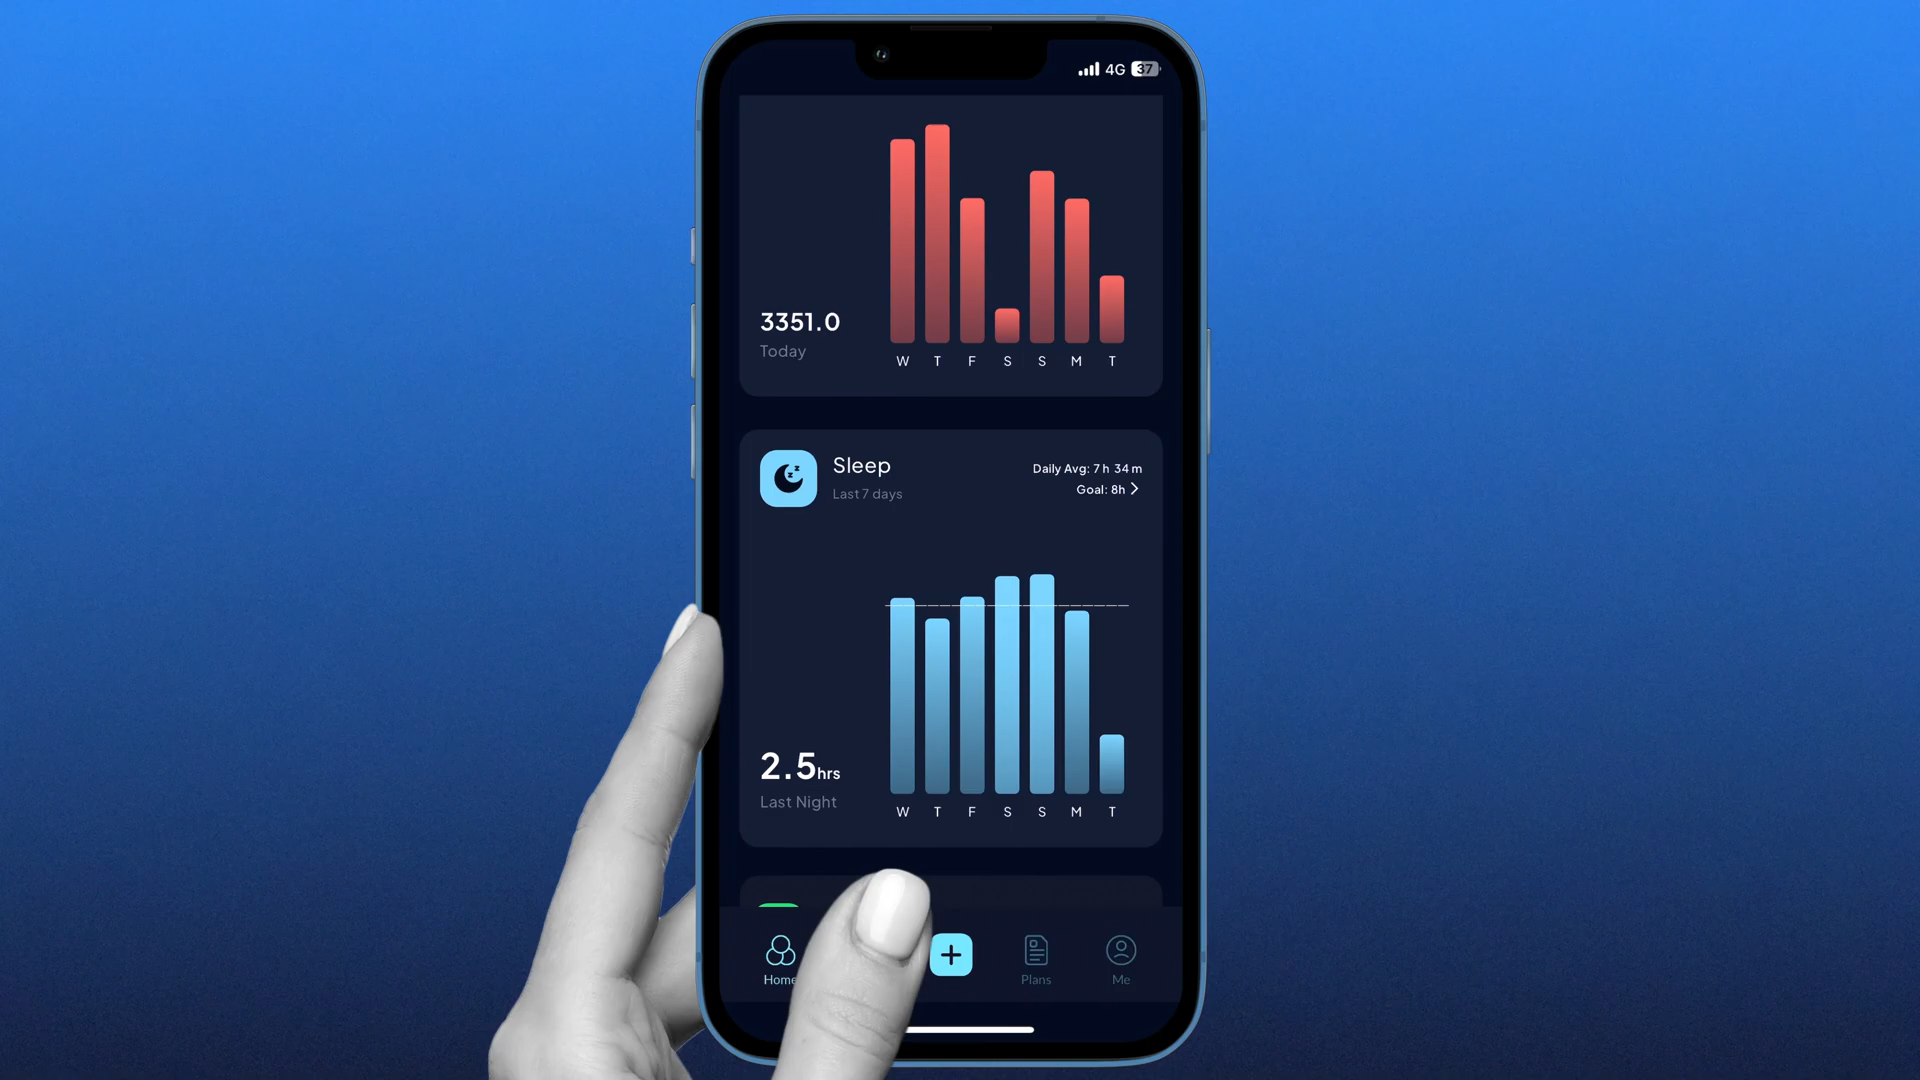 4G 37
3351.0
Today
W T F S S M T
Sleep
Last 7 days
Daily Avg: 7 h 34 m
Goal: 8h
2.5hrs
Last Night
W T F S S M T
Home
Plans
Me